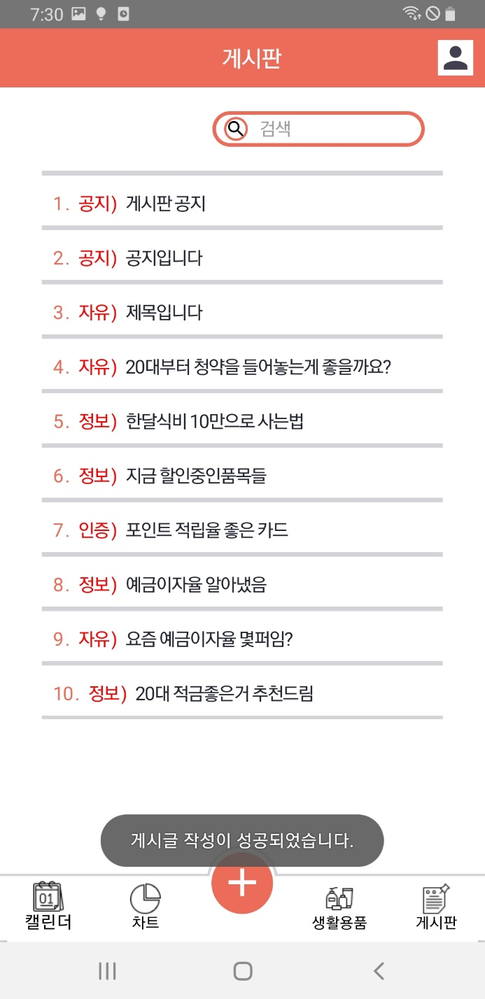 7:30
게시판
검색
1. 공지) 게시판 공지
2. 공지) 공지입니다
3. 자유) 제목입니다
4. 자유) 20대부터 청약을 들어놓는게 좋을까요?
5. 정보) 한달식비 10만으로 사는법
6. 정보) 지금 할인중인품목들
7. 인증) 포인트 적립율 좋은 카드
8. 정보) 예금이자율 알아냈음
9. 자유) 요즘 예금이자율 몇퍼임?
10. 정보) 20대 적금좋은거 추천드림
게시글 작성이 성공되었습니다.
01
캘린더 차트 생활용품 게시판